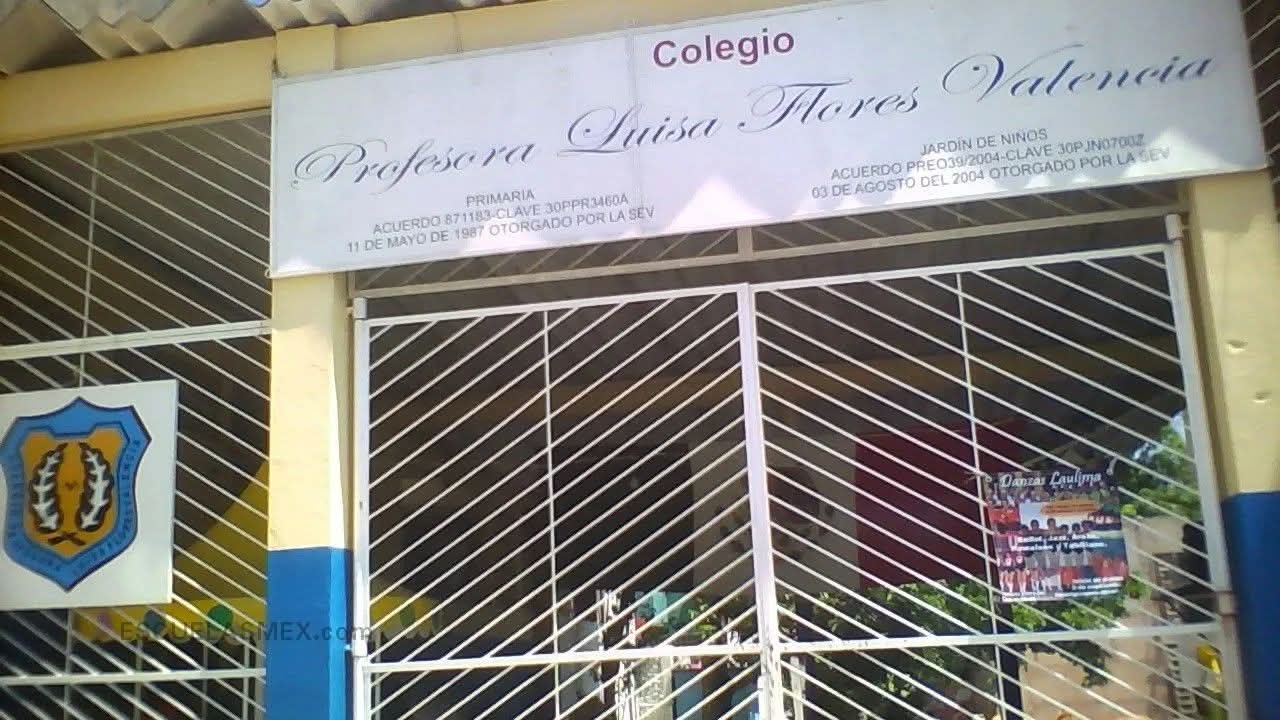 Colegio
Profesora Luisa Flores Valencia
PRIMARIA
ACUERDO 871183-CLAVE 30PPR3460A
11 DE MAYO DE 1987 OTORGADO POR LA SEV
JARDÍN DE NIÑOS
ACUERDO PREO39/2004-CLAVE 30PJN0700Z
03 DE AGOSTO DEL 2004 OTORGADO POR LA SEV
Danzas Laulima
ESCUELASMEX.com